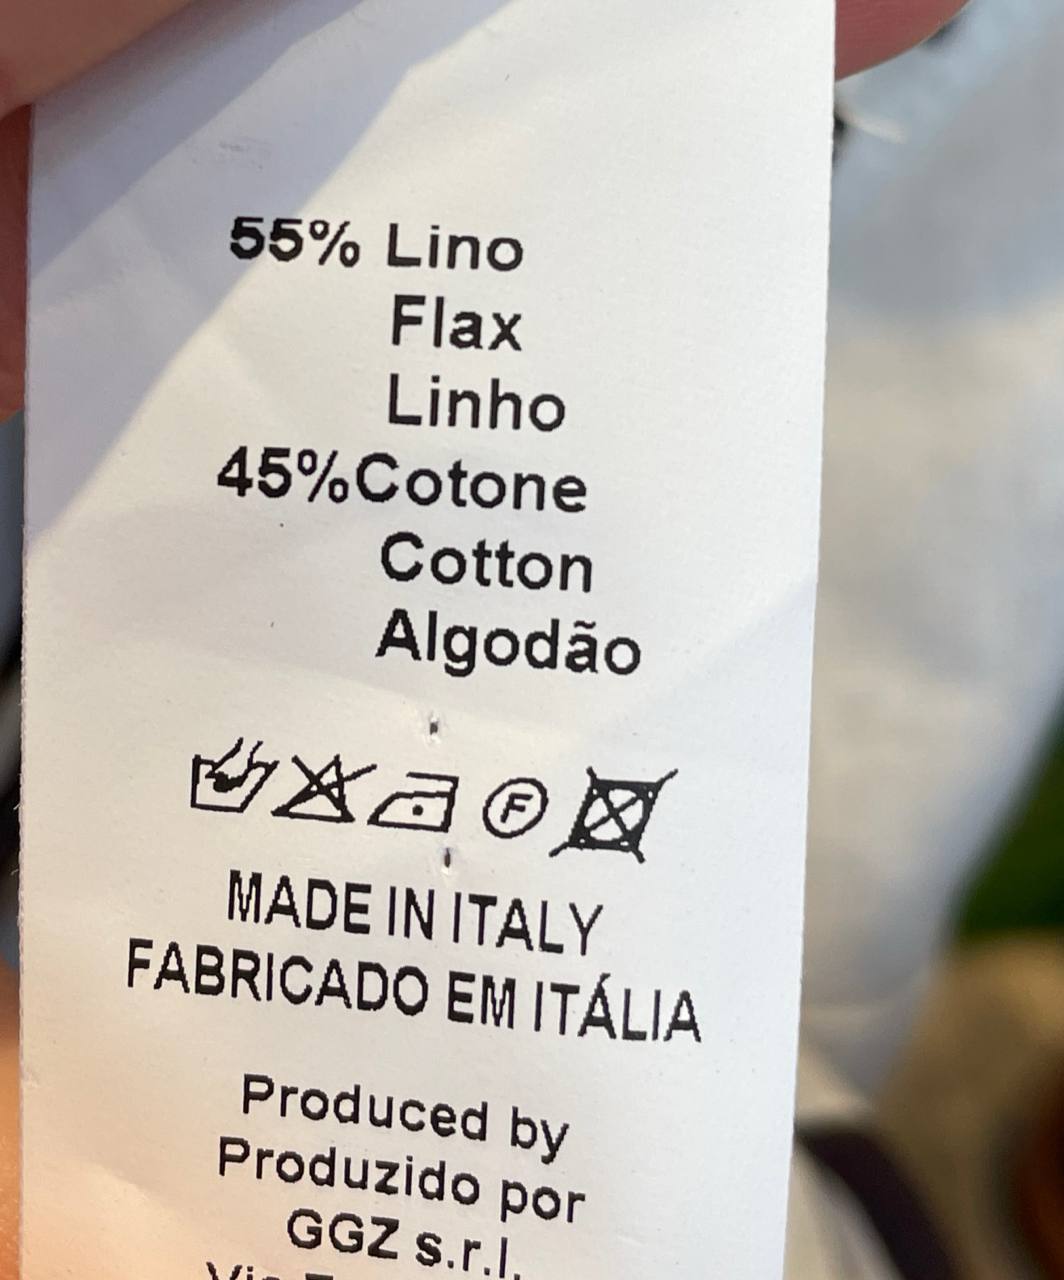 55% Lino
Flax
Linho
45%Cotone
Cotton
Algodão
F
MADE IN ITALY
FABRICADO EM ITÁLIA
Produced by
Produzido por
GGZ s.r.l.